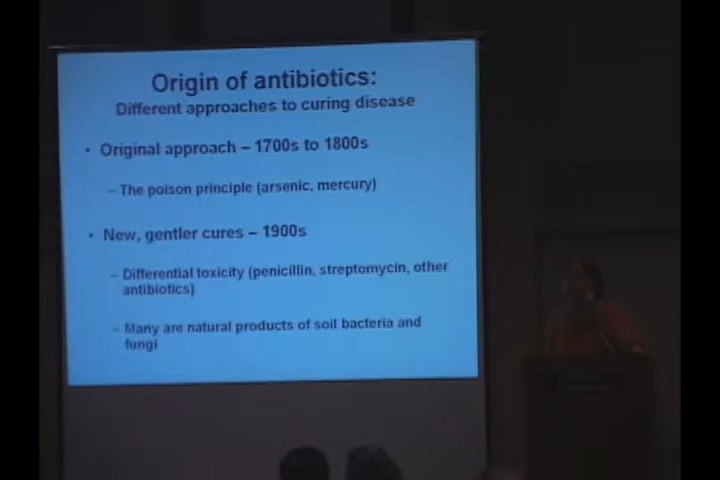 Origin of antibiotics:
Different approaches to curing disease
• Original approach – 1700s to 1800s
– The poison principle (arsenic, mercury)
• New, gentler cures – 1900s
– Differential toxicity (penicillin, streptomycin, other
antibiotics)
– Many are natural products of soil bacteria and
fungi